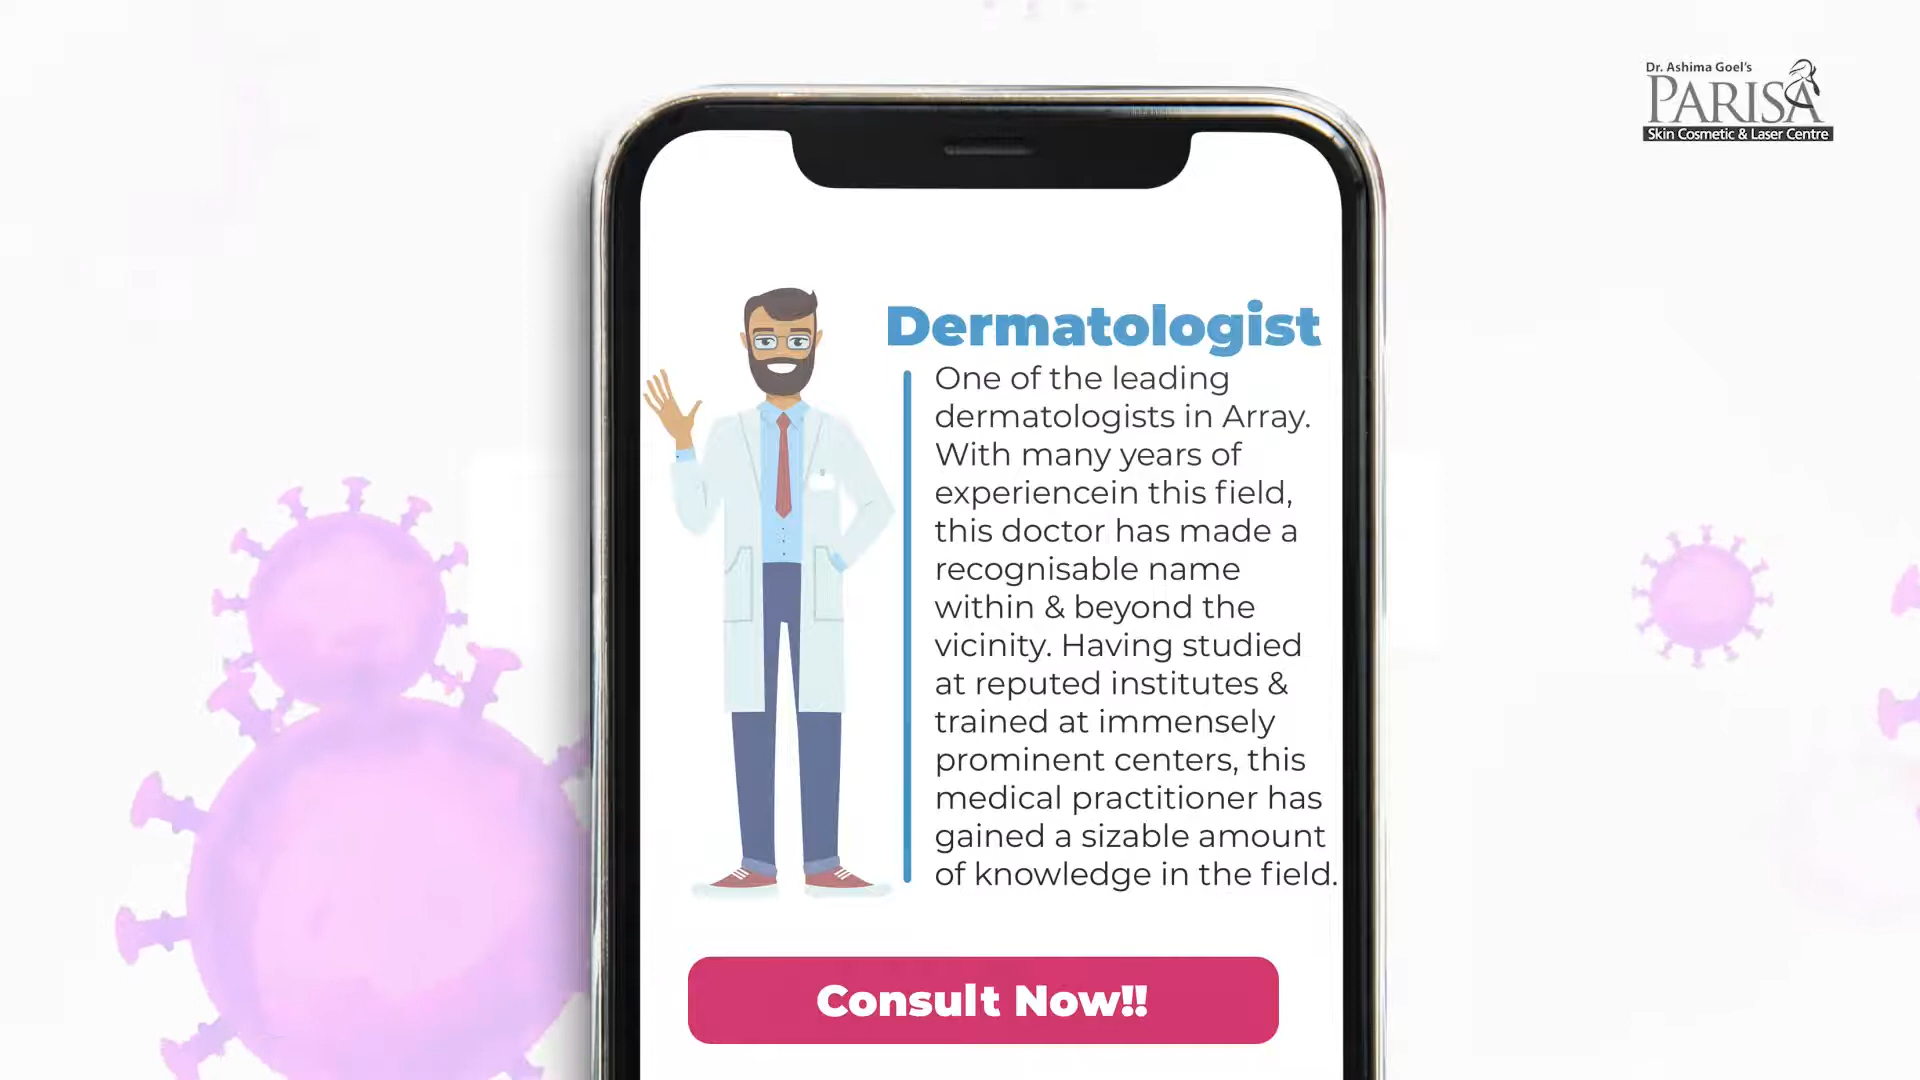 Dr. Ashima Goel's
PARISA
Skin Cosmetic & Laser Centre
Dermatologist
One of the leading
dermatologists in Array.
With many years of
experiencein this field,
this doctor has made a
recognisable name
within & beyond the
vicinity. Having studied
at reputed institutes &
trained at immensely
prominent centers, this
medical practitioner has
gained a sizable amount
of knowledge in the field.
Consult Now!!